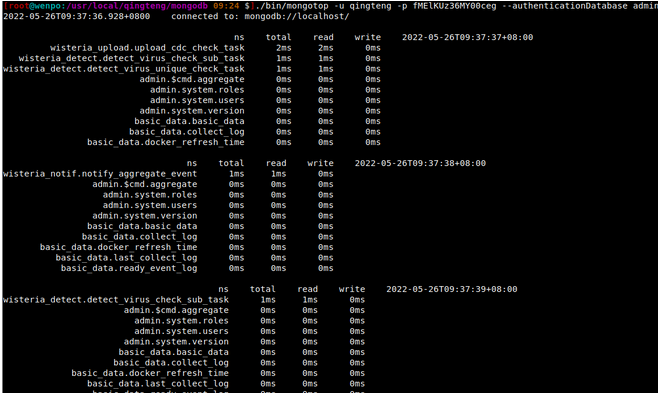 [root@wenpo:/usr/local/qingteng/mongodb 09:24 $]./bin/mongotop -u qingteng -p fMElKUz36MY00ceg --authenticationDatabase admin
2022-05-26T09:37:36.928+0800    connected to: mongodb://localhost/
ns    total    read    write    2022-05-26T09:37:37+08:00
wisteria_upload.upload_cdc_check_task    2ms    2ms    0ms
wisteria_detect.detect_virus_check_sub_task    1ms    1ms    0ms
wisteria_detect.detect_virus_unique_check_task    1ms    1ms    0ms
admin.$cmd.aggregate    0ms    0ms    0ms
admin.system.roles    0ms    0ms    0ms
admin.system.users    0ms    0ms    0ms
admin.system.version    0ms    0ms    0ms
basic_data.basic_data    0ms    0ms    0ms
basic_data.collect_log    0ms    0ms    0ms
basic_data.docker_refresh_time    0ms    0ms    0ms
ns    total    read    write    2022-05-26T09:37:38+08:00
wisteria_notif.notify_aggregate_event    1ms    1ms    0ms
admin.$cmd.aggregate    0ms    0ms    0ms
admin.system.roles    0ms    0ms    0ms
admin.system.users    0ms    0ms    0ms
admin.system.version    0ms    0ms    0ms
basic_data.basic_data    0ms    0ms    0ms
basic_data.collect_log    0ms    0ms    0ms
basic_data.docker_refresh_time    0ms    0ms    0ms
basic_data.last_collect_log    0ms    0ms    0ms
basic_data.ready_event_log    0ms    0ms    0ms
ns    total    read    write    2022-05-26T09:37:39+08:00
wisteria_detect.detect_virus_check_sub_task    1ms    1ms    0ms
admin.$cmd.aggregate    0ms    0ms    0ms
admin.system.roles    0ms    0ms    0ms
admin.system.users    0ms    0ms    0ms
admin.system.version    0ms    0ms    0ms
basic_data.basic_data    0ms    0ms    0ms
basic_data.collect_log    0ms    0ms    0ms
basic_data.docker_refresh_time    0ms    0ms    0ms
basic_data.last_collect_log    0ms    0ms    0ms